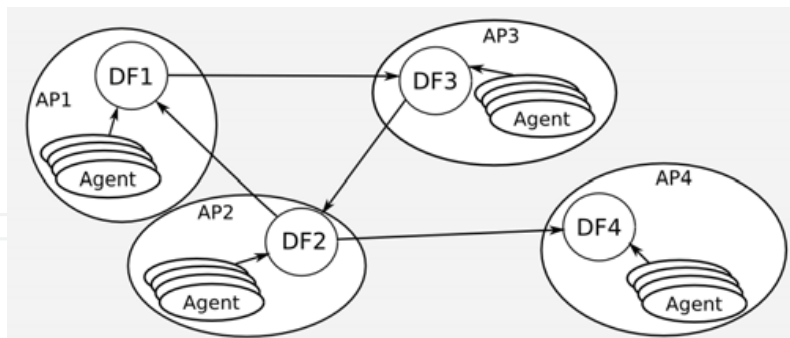 AP1
DF1
Agent
AP3
DF3
Agent
AP2
DF2
Agent
AP4
DF4
Agent